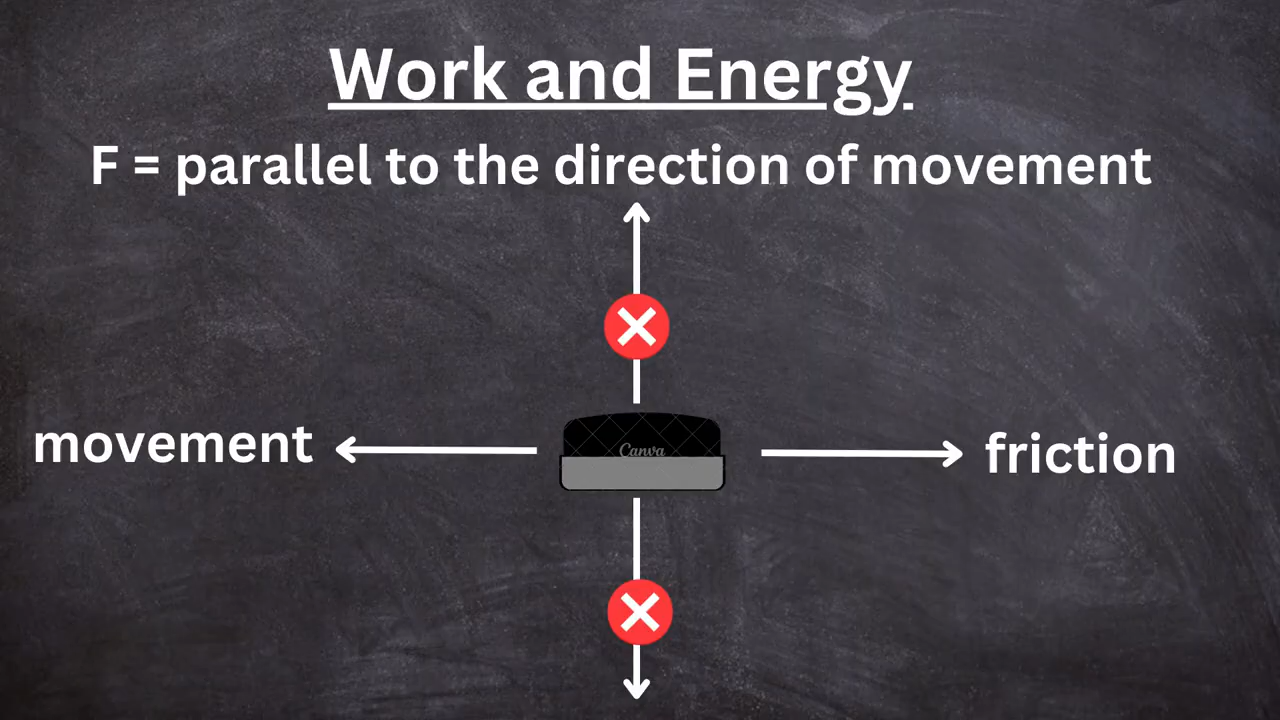 Work and Energy
F = parallel to the direction of movement
Canva
movement
friction